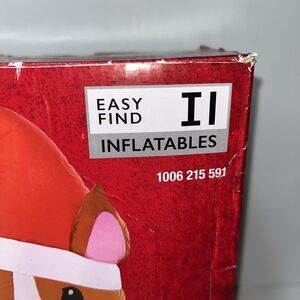 EASY FIND II
INFLATABLES
1006 215 591